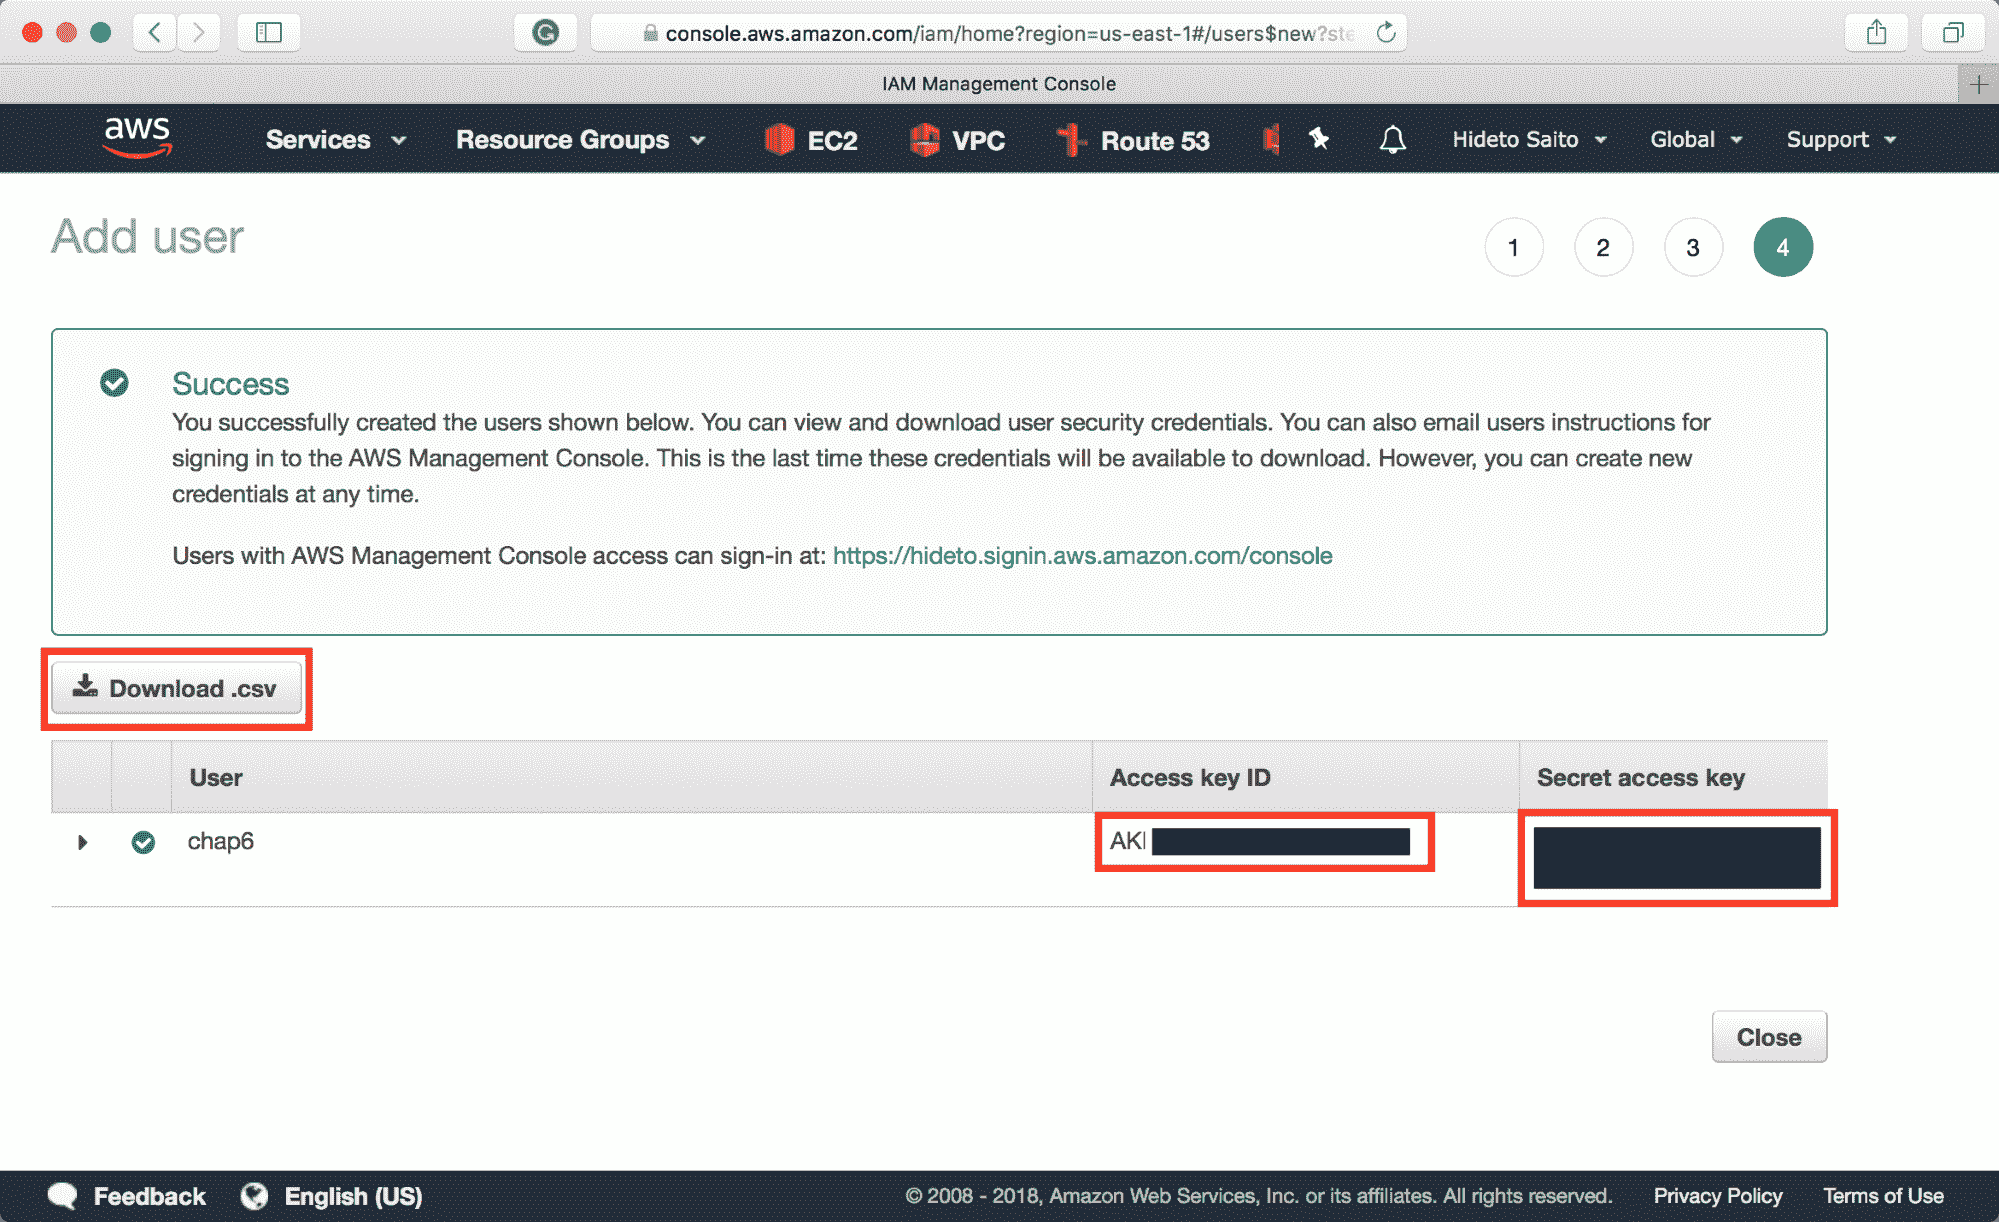 console.aws.amazon.com/iam/home?region=us-east-1#/users$new?ste
IAM Management Console
aws Services Resource Groups EC2 VPC Route 53 Hideto Saito Global Support
Add user
1 2 3 4
Success
You successfully created the users shown below. You can view and download user security credentials. You can also email users instructions for
signing in to the AWS Management Console. This is the last time these credentials will be available to download. However, you can create new
credentials at any time.
Users with AWS Management Console access can sign-in at: https://hideto.signin.aws.amazon.com/console
Download .csv
User Access key ID Secret access key
chap6 AKI
Close
Feedback English (US) © 2008 - 2018, Amazon Web Services, Inc. or its affiliates. All rights reserved. Privacy Policy Terms of Use